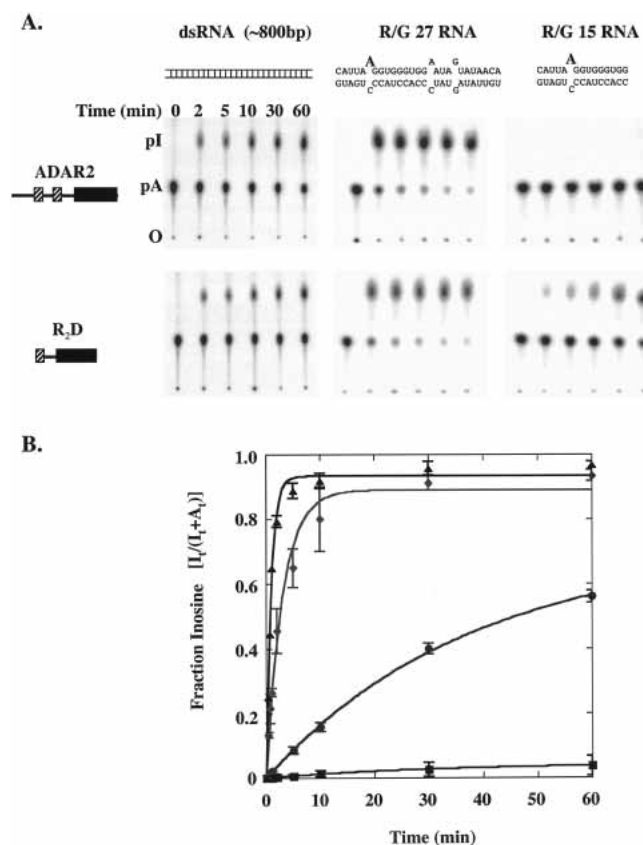 A.
dsRNA (~800bp)
R/G 27 RNA
R/G 15 RNA
A A G
CAUUA GGUGGGUGG AUA UAUAACA
GUAGU CCAUCCACC UAU AUAUUGU
C C G
A
CAUUA GGUGGGUGG
GUAGU CCAUCCACC
C
Time (min) 0 2 5 10 30 60
pI
ADAR2
pA
O
R₂D
B.
Fraction Inosine [Iₜ/(Iₜ+Aₜ)]
1.0
0.8
0.6
0.4
0.2
0
0 10 20 30 40 50 60
Time (min)